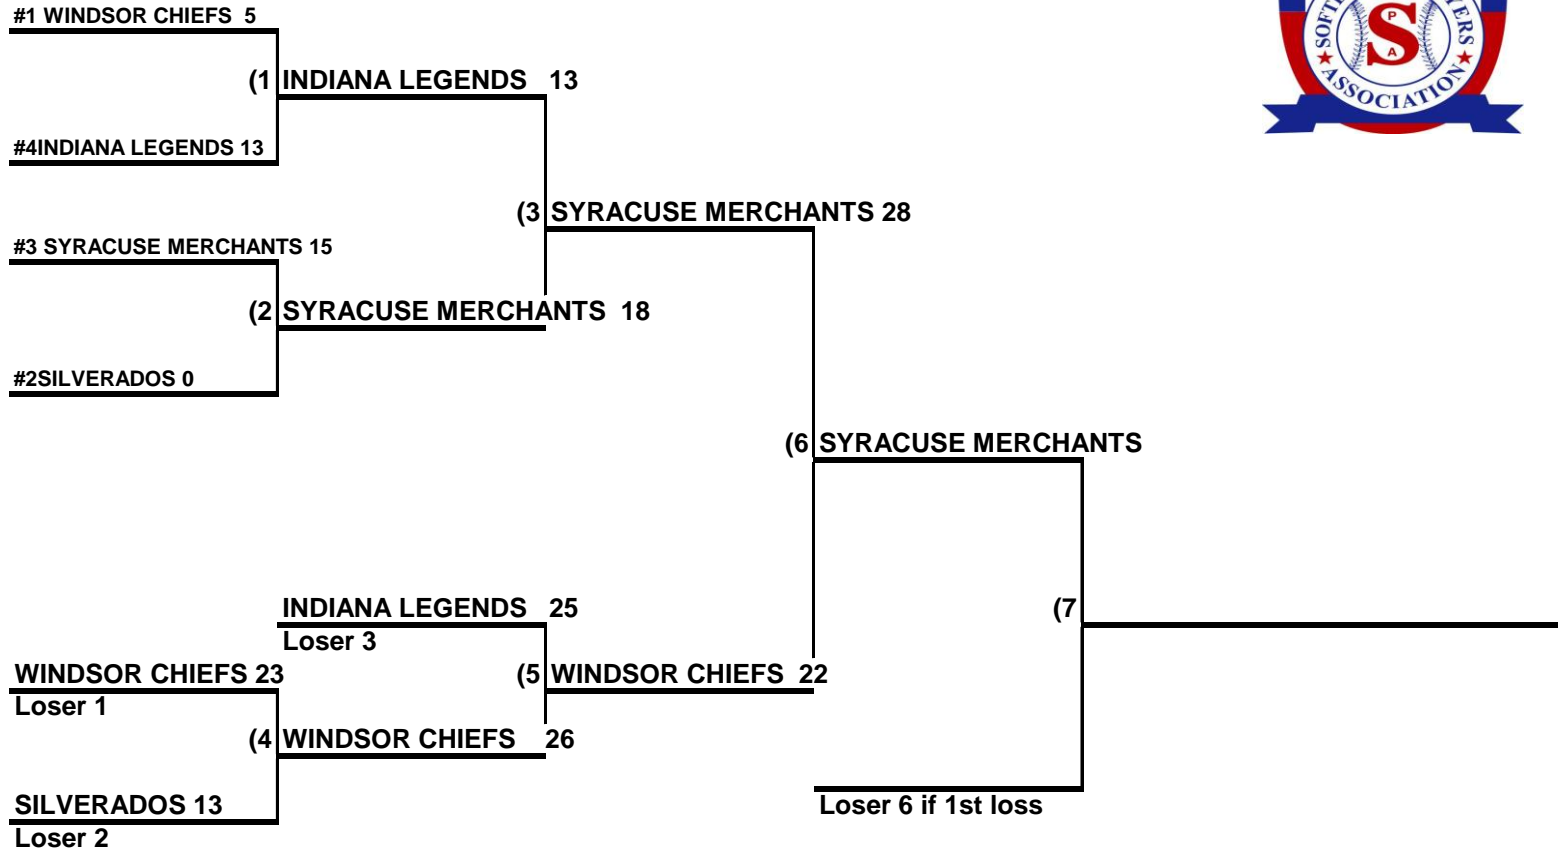 #1 WINDSOR CHIEFS 5
(1 INDIANA LEGENDS 13
#4INDIANA LEGENDS 13
(3 SYRACUSE MERCHANTS 28
#3 SYRACUSE MERCHANTS 15
(2 SYRACUSE MERCHANTS 18
#2SILVERADOS 0
(6 SYRACUSE MERCHANTS
INDIANA LEGENDS 25
(7
Loser 3
WINDSOR CHIEFS 23
(5 WINDSOR CHIEFS 22
Loser 1
(4 WINDSOR CHIEFS 26
SILVERADOS 13
Loser 6 if 1st loss
Loser 2
P
S
A
ASSOCIATION